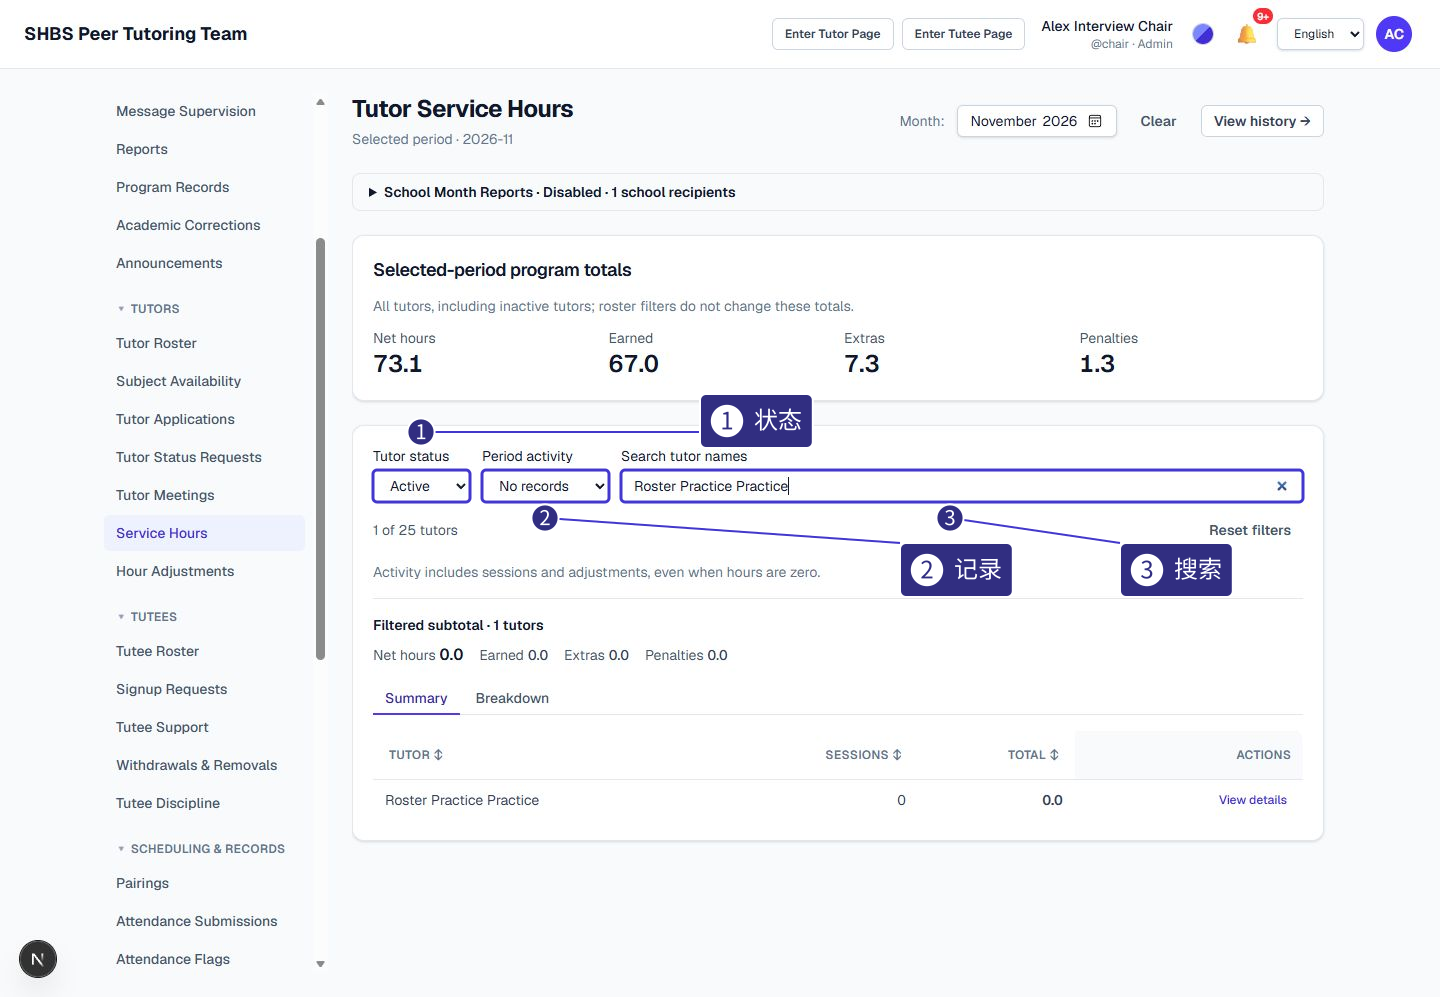 SHBS Peer Tutoring Team
Enter Tutor Page
Enter Tutee Page
Alex Interview Chair
@chair · Admin
9+
English
AC
Message Supervision
Reports
Program Records
Academic Corrections
Announcements
TUTORS
Tutor Roster
Subject Availability
Tutor Applications
Tutor Status Requests
Tutor Meetings
Service Hours
Hour Adjustments
TUTEES
Tutee Roster
Signup Requests
Tutee Support
Withdrawals & Removals
Tutee Discipline
SCHEDULING & RECORDS
Pairings
Attendance Submissions
Attendance Flags
N
Tutor Service Hours
Selected period · 2026-11
Month:
November 2026
Clear
View history →
▶ School Month Reports · Disabled · 1 school recipients
Selected-period program totals
All tutors, including inactive tutors; roster filters do not change these totals.
Net hours Earned Extras Penalties
73.1 67.0 7.3 1.3
1
1 状态
Tutor status Period activity Search tutor names
Active No records Roster Practice Practice ×
2
3
1 of 25 tutors
Reset filters
2 记录
3 搜索
Activity includes sessions and adjustments, even when hours are zero.
Filtered subtotal · 1 tutors
Net hours 0.0 Earned 0.0 Extras 0.0 Penalties 0.0
Summary Breakdown
TUTOR SESSIONS TOTAL ACTIONS
Roster Practice Practice 0 0.0 View details